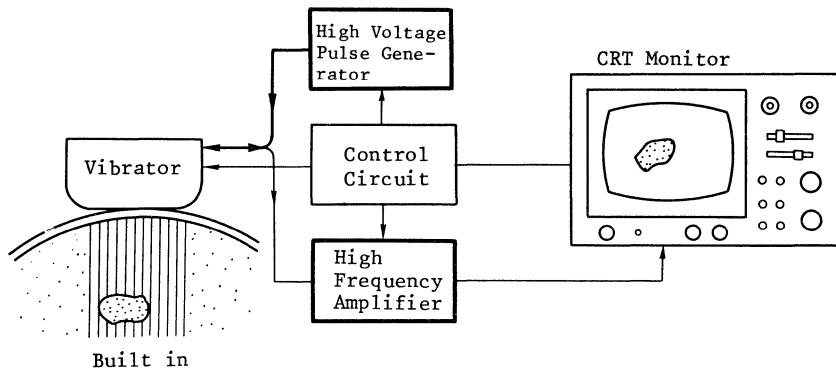 High Voltage
Pulse Gene-
rator
CRT Monitor
Vibrator
Control
Circuit
High
Frequency
Amplifier
Built in